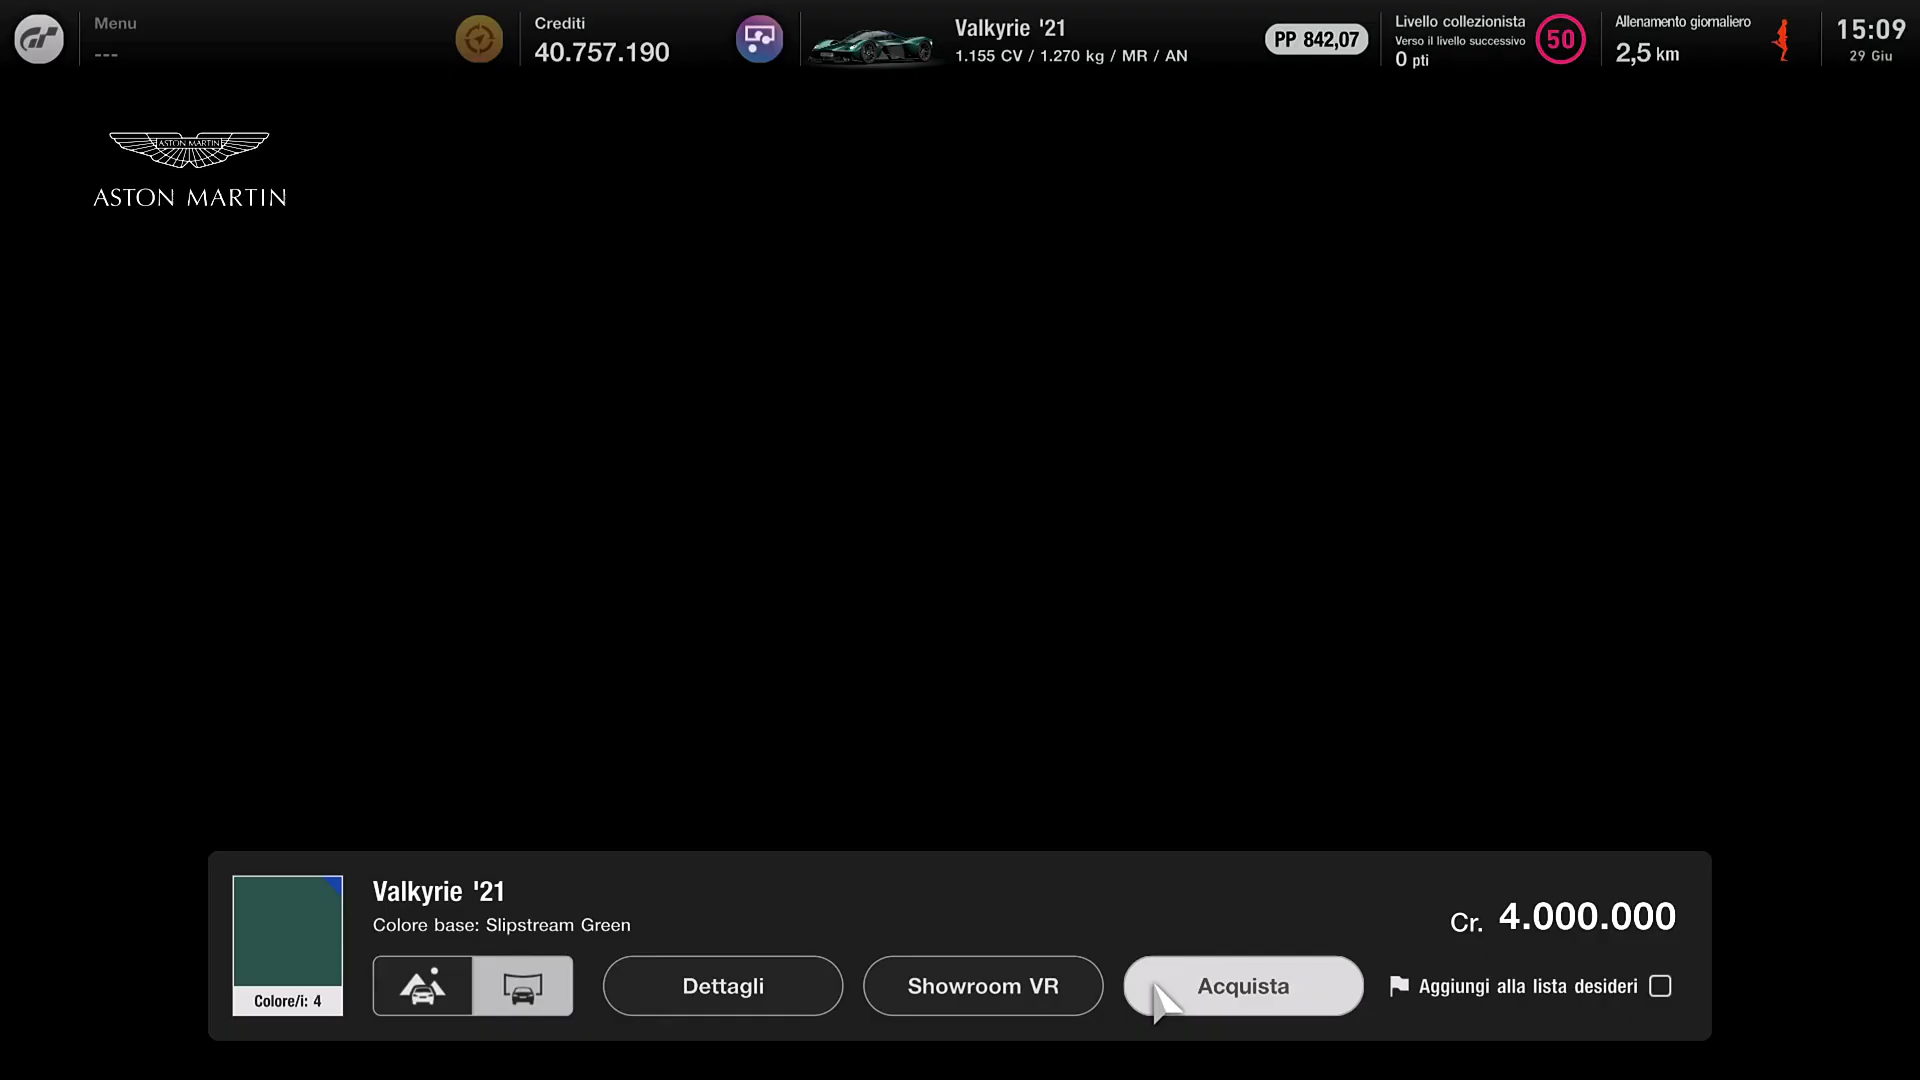 Menu
---
Crediti
40.757.190
Valkyrie '21
1.155 CV / 1.270 kg / MR / AN
PP 842,07
Livello collezionista
Verso il livello successivo
0 pti
50
Allenamento giornaliero
2,5 km
15:09
29 Giu
ASTON MARTIN
ASTON MARTIN
Valkyrie '21
Colore base: Slipstream Green
Cr. 4.000.000
Colore/i: 4
Dettagli
Showroom VR
Acquista
Aggiungi alla lista desideri